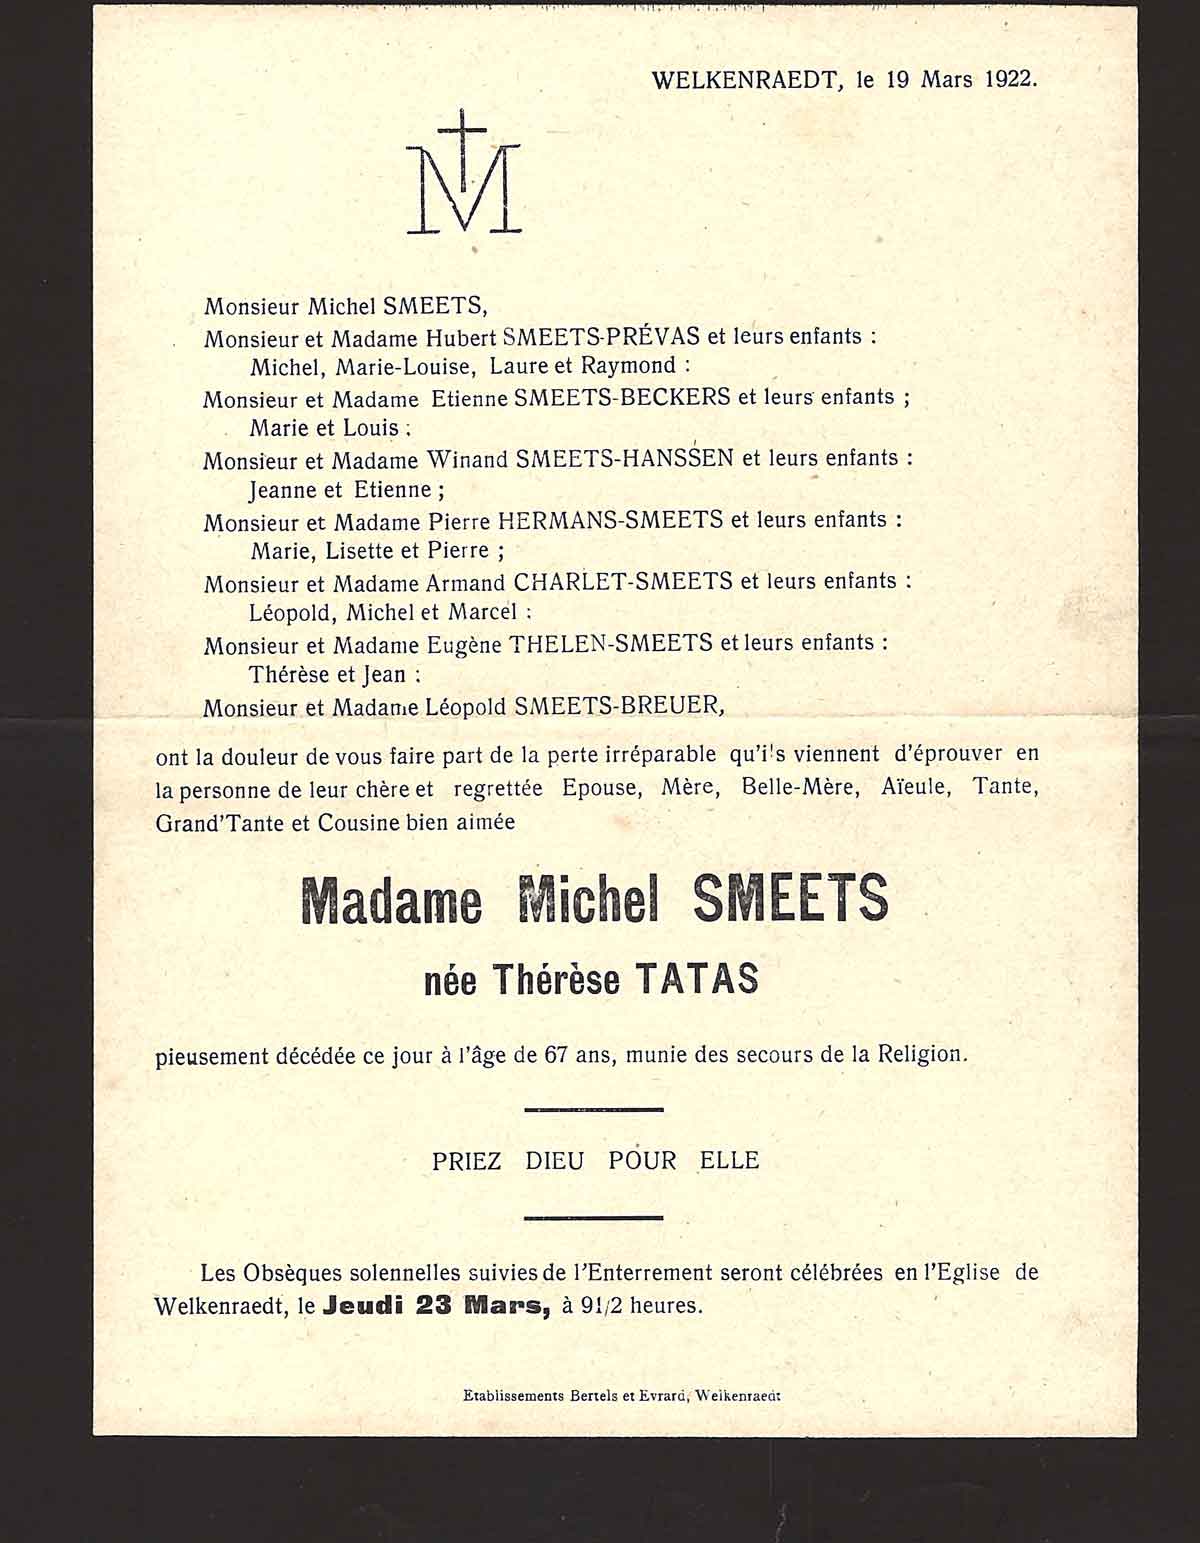 WELKENRAEDT, le 19 Mars 1922.
M
Monsieur Michel SMEETS,
Monsieur et Madame Hubert SMEETS-PRÉVAS et leurs enfants :
Michel, Marie-Louise, Laure et Raymond :
Monsieur et Madame Etienne SMEETS-BECKERS et leurs enfants ;
Marie et Louis ;
Monsieur et Madame Winand SMEETS-HANSSEN et leurs enfants :
Jeanne et Etienne ;
Monsieur et Madame Pierre HERMANS-SMEETS et leurs enfants :
Marie, Lisette et Pierre ;
Monsieur et Madame Armand CHARLET-SMEETS et leurs enfants :
Léopold, Michel et Marcel :
Monsieur et Madame Eugène THELEN-SMEETS et leurs enfants :
Thérèse et Jean :
Monsieur et Madame Léopold SMEETS-BREUER,
ont la douleur de vous faire part de la perte irréparable qu'ils viennent d'éprouver en
la personne de leur chère et regrettée Epouse, Mère, Belle-Mère, Aïeule, Tante,
Grand'Tante et Cousine bien aimée
Madame Michel SMEETS
née Thérèse TATAS
pieusement décédée ce jour à l'âge de 67 ans, munie des secours de la Religion.
PRIEZ DIEU POUR ELLE
Les Obsèques solennelles suivies de l'Enterrement seront célébrées en l'Eglise de
Welkenraedt, le Jeudi 23 Mars, à 9 1/2 heures.
Etablissements Bertels et Evrard, Welkenraedt